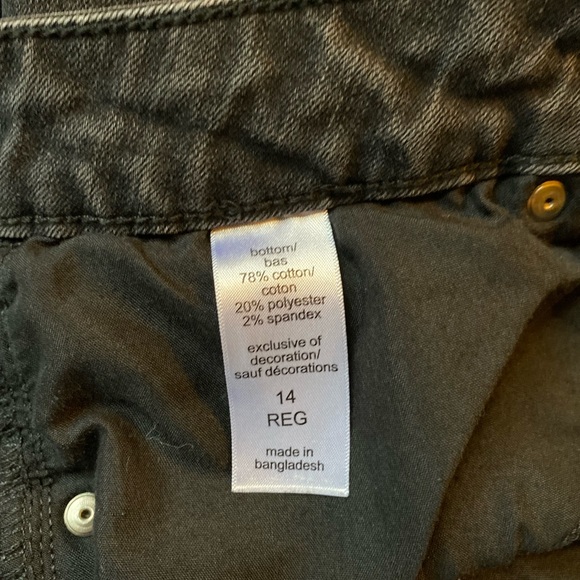 bottom/
bas
78% cotton/
coton
20% polyester
2% spandex
exclusive of
decoration/
sauf décorations
14
REG
made in
bangladesh